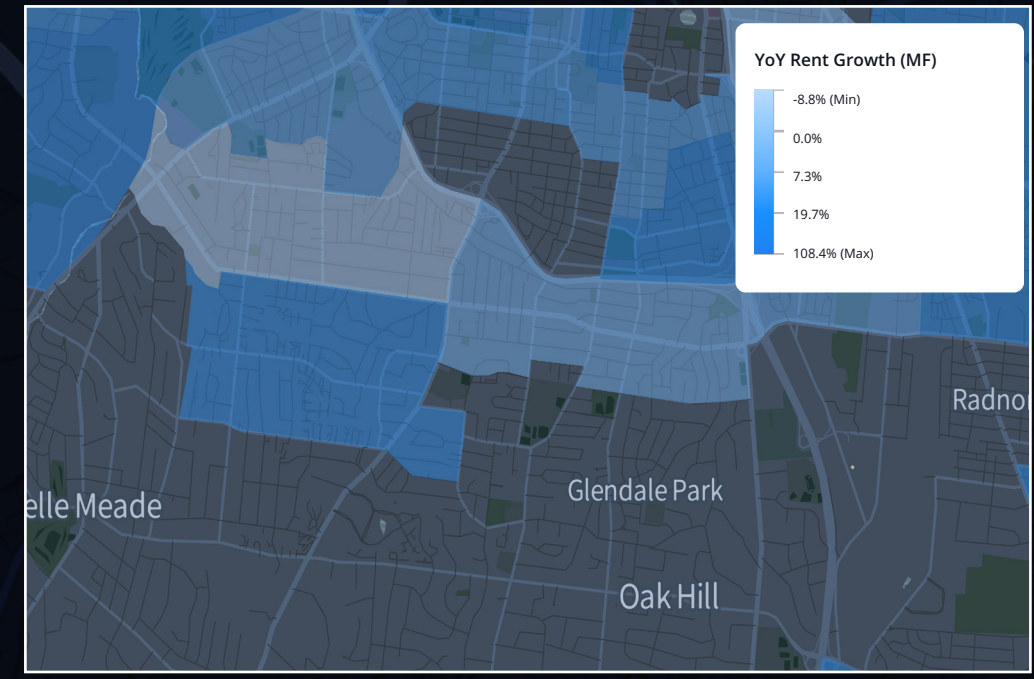 YoY Rent Growth (MF)
-8.8% (Min)
0.0%
7.3%
19.7%
108.4% (Max)
Radno
elle Meade
Glendale Park
Oak Hill